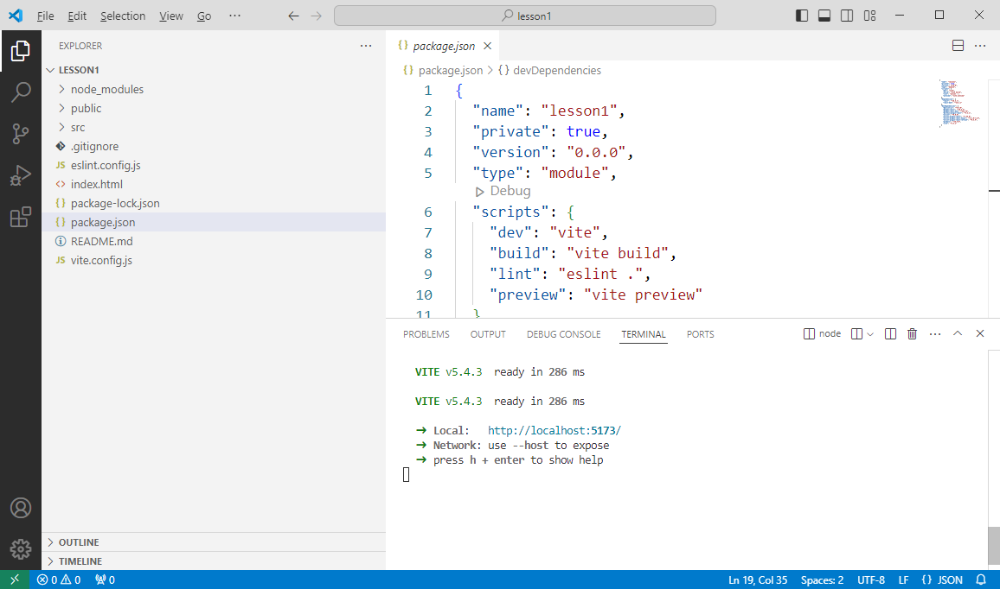 File Edit Selection View Go ··· lesson1
EXPLORER ···
LESSON1
node_modules
public
src
.gitignore
JS eslint.config.js
<> index.html
{} package-lock.json
{} package.json
README.md
JS vite.config.js
OUTLINE
TIMELINE
{} package.json
{} package.json > {} devDependencies
1 {
2 "name": "lesson1",
3 "private": true,
4 "version": "0.0.0",
5 "type": "module",
Debug
6 "scripts": {
7 "dev": "vite",
8 "build": "vite build",
9 "lint": "eslint .",
10 "preview": "vite preview"
11 }
PROBLEMS OUTPUT DEBUG CONSOLE TERMINAL PORTS node ···
VITE v5.4.3 ready in 286 ms
VITE v5.4.3 ready in 286 ms
➜ Local: http://localhost:5173/
➜ Network: use --host to expose
➜ press h + enter to show help
0 0 0 Ln 19, Col 35 Spaces: 2 UTF-8 LF {} JSON